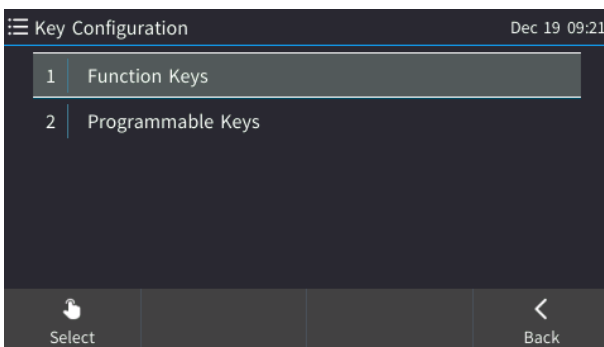 Key Configuration Dec 19 09:21
1 Function Keys
2 Programmable Keys
Select Back